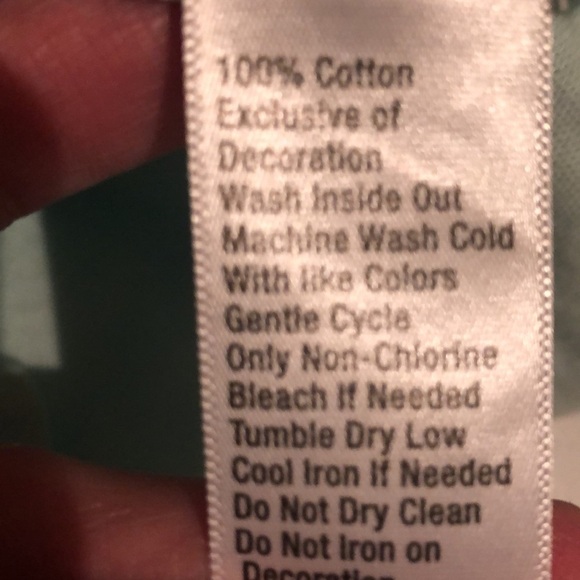 100% Cotton
Exclusive of
Decoration
Wash Inside Out
Machine Wash Cold
With like Colors
Gentle Cycle
Only Non-Chlorine
Bleach If Needed
Tumble Dry Low
Cool Iron If Needed
Do Not Dry Clean
Do Not Iron on
Decoration